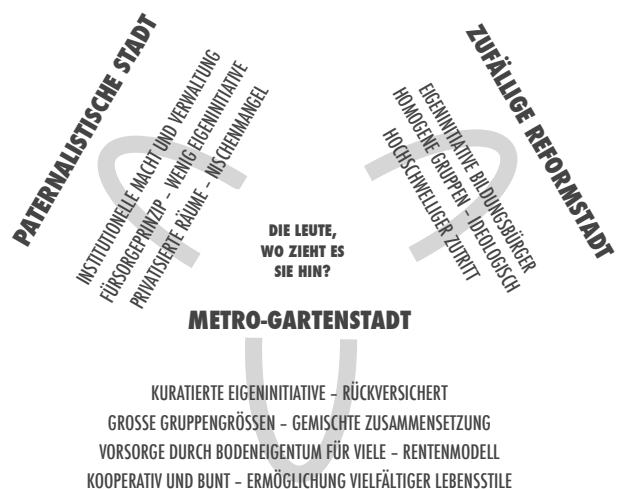 PATERNALISTISCHE STADT
INSTITUTIONELLE MACHT UND VERWALTUNG
FÜRSORGEPRINZIP – WENIG EIGENINITIATIVE
PRIVATISERTE RÄUME – NISCHENMANGEL
ZUFÄLLIGE REFORMSTADT
EIGENINITIATIVE BILDUNGSBÜRGER
HOMOGENE GRUPPEN – IDEOLOGISCH
HOCHSCHWELLIGER ZUTRITT
DIE LEUTE,
WO ZIEHT ES
SIE HIN?
METRO-GARTENSTADT
KURATIERTE EIGENINITIATIVE – RÜCKVERSICHERT
GROSSE GRUPPENGRÖSSEN – GEMISCHTE ZUSAMMENSETZUNG
VORSORGE DURCH BODENEIGENTUM FÜR VIELE – RENTENMODELL
KOOPERATIV UND BUNT – ERMÖGLICHUNG VIELFÄLTIGER LEBENSSTILE